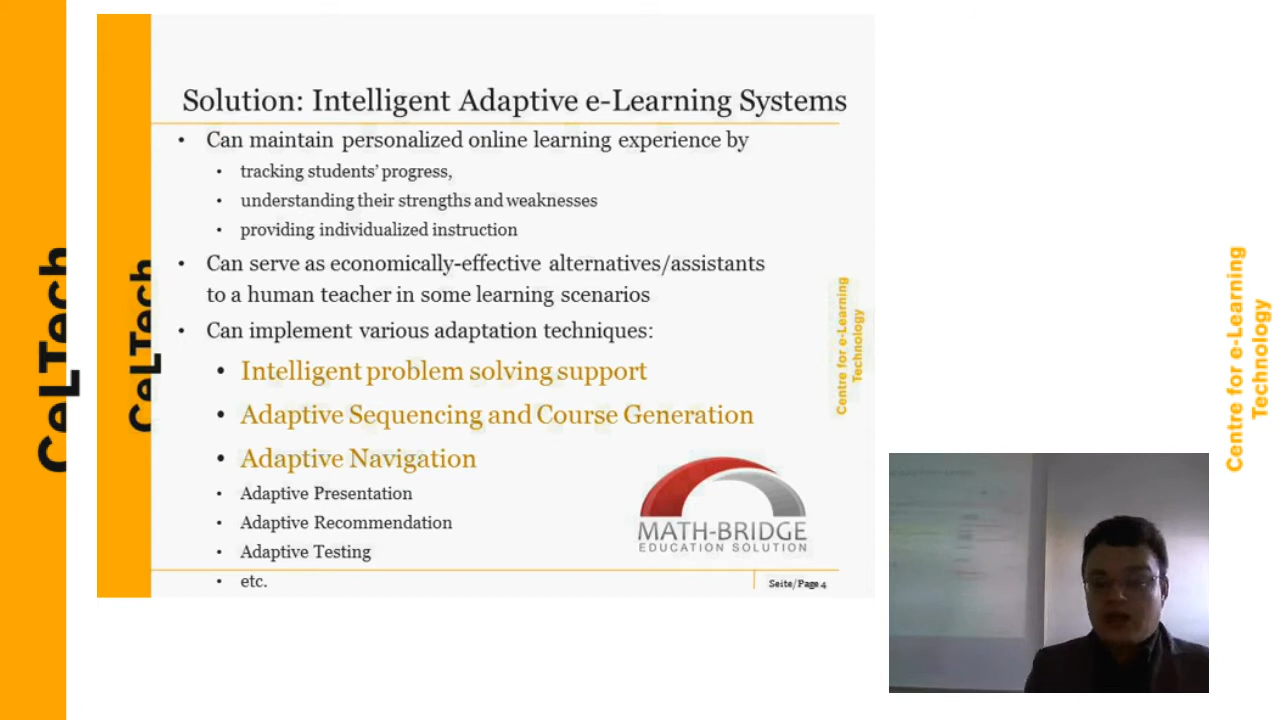 Solution: Intelligent Adaptive e-Learning Systems
• Can maintain personalized online learning experience by
• tracking students' progress,
• understanding their strengths and weaknesses
• providing individualized instruction
• Can serve as economically-effective alternatives/assistants
to a human teacher in some learning scenarios
• Can implement various adaptation techniques:
• Intelligent problem solving support
• Adaptive Sequencing and Course Generation
• Adaptive Navigation
• Adaptive Presentation
• Adaptive Recommendation
• Adaptive Testing
• etc.
MATH-BRIDGE
EDUCATION SOLUTION
Seite/Page 4
CeLTech
CeLTech
Centre for e-Learning
Technology
Centre for e-Learning
Technology